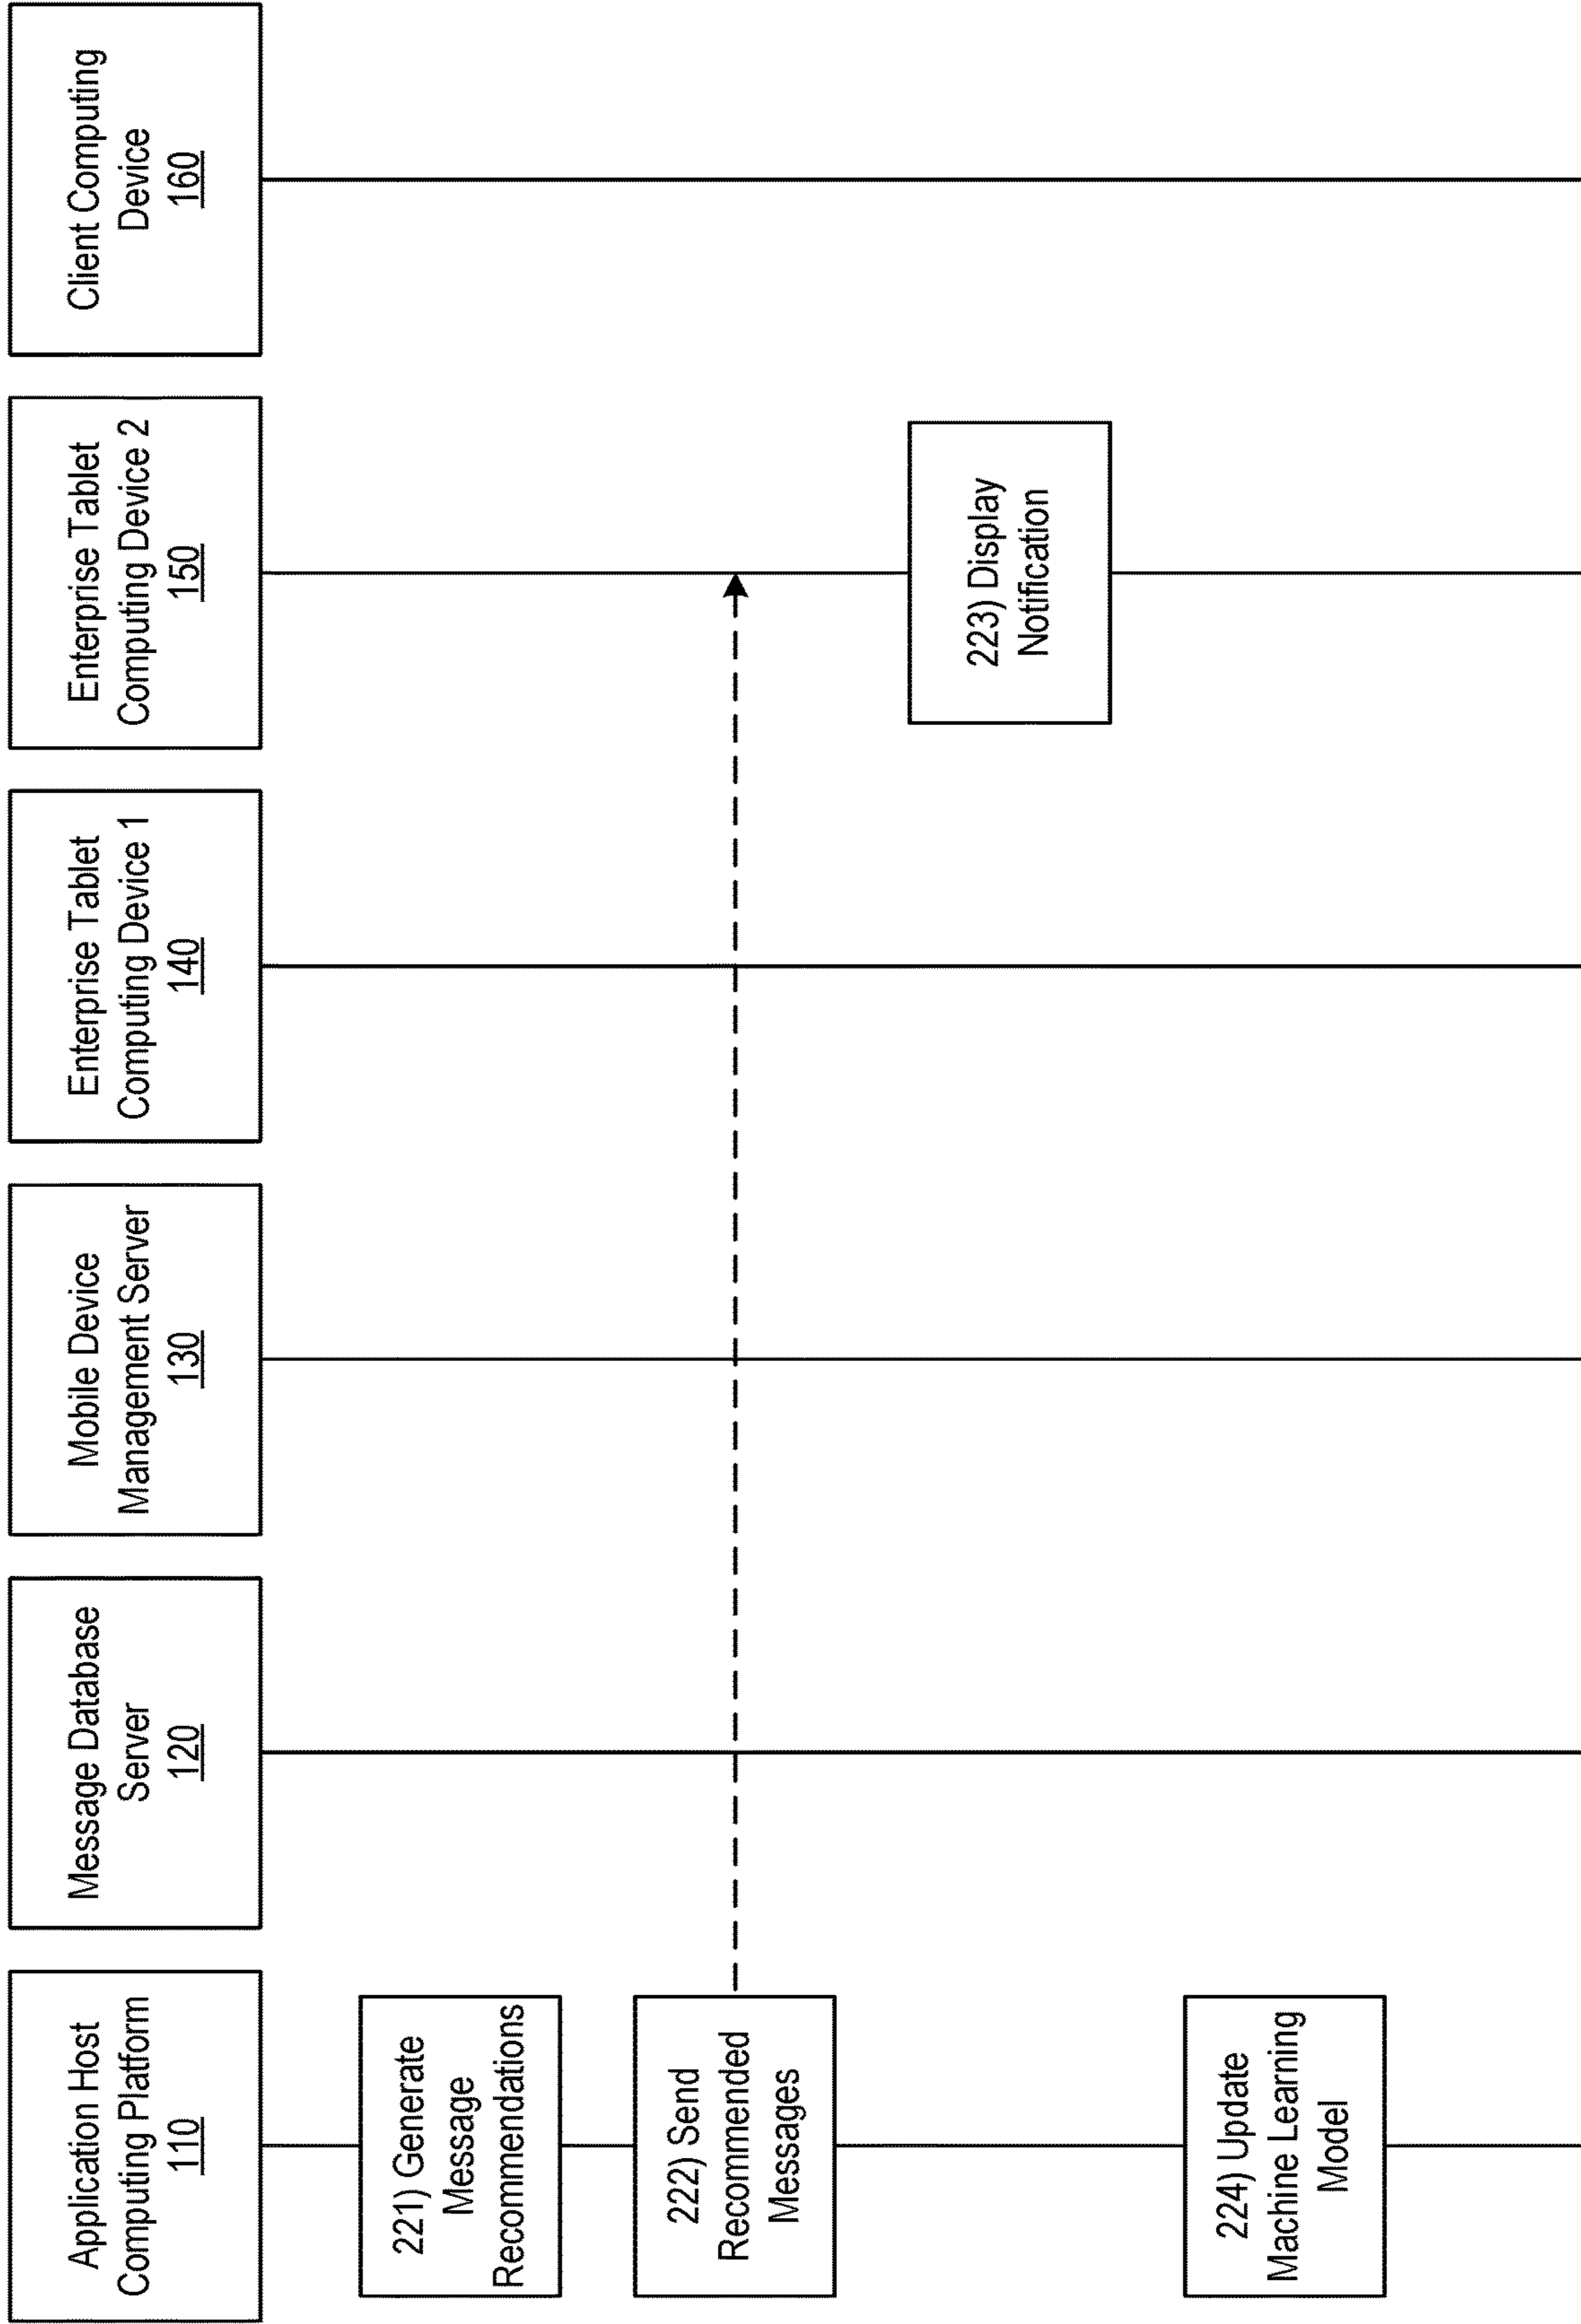 Application Host
Computing Platform
110
Message Database
Server
120
Mobile Device
Management Server
130
Enterprise Tablet
Computing Device 1
140
Enterprise Tablet
Computing Device 2
150
Client Computing
Device
160
221) Generate
Message
Recommendations
222) Send
Recommended
Messages
223) Display
Notification
224) Update
Machine Learning
Model